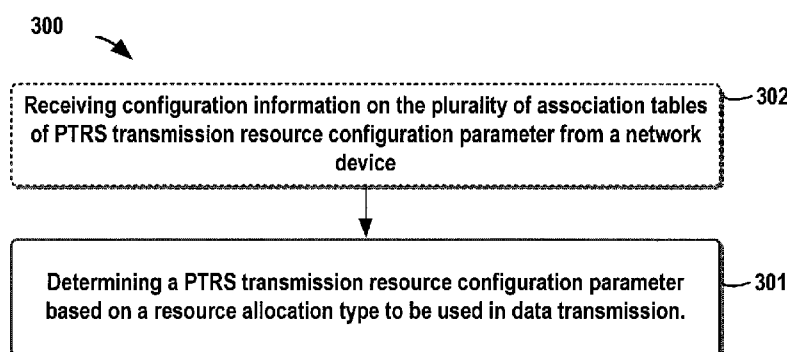 300
Receiving configuration information on the plurality of association tables
of PTRS transmission resource configuration parameter from a network
device
302
Determining a PTRS transmission resource configuration parameter
based on a resource allocation type to be used in data transmission.
301